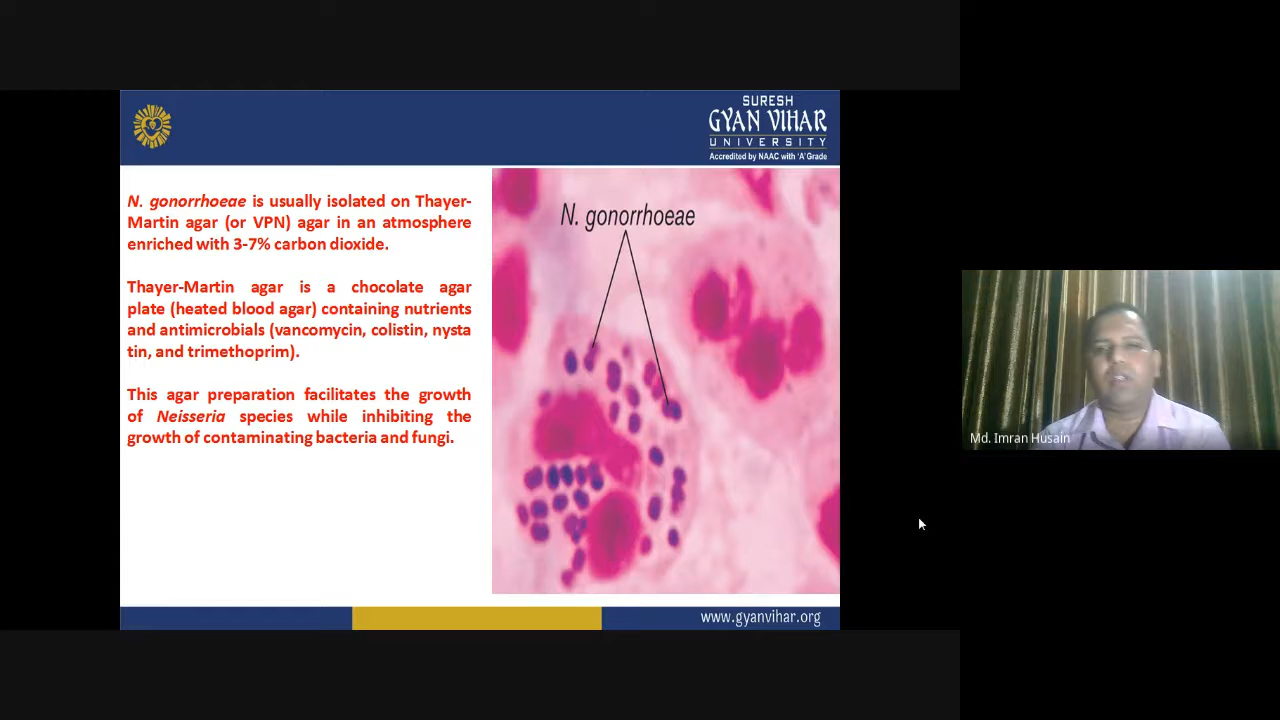 SURESH
GYAN VIHAR
UNIVERSITY
Accredited by NAAC with 'A' Grade
N. gonorrhoeae is usually isolated on Thayer-
Martin agar (or VPN) agar in an atmosphere
enriched with 3-7% carbon dioxide.
Thayer-Martin agar is a chocolate agar
plate (heated blood agar) containing nutrients
and antimicrobials (vancomycin, colistin, nysta
tin, and trimethoprim).
This agar preparation facilitates the growth
of Neisseria species while inhibiting the
growth of contaminating bacteria and fungi.
N. gonorrhoeae
Md. Imran Husain
www.gyanvihar.org